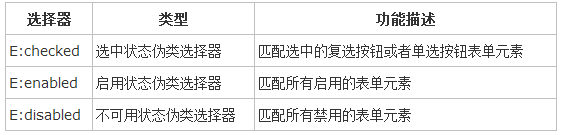 选择器 类型 功能描述
E:checked 选中状态伪类选择器 匹配选中的复选按钮或者单选按钮表单元素
E:enabled 启用状态伪类选择器 匹配所有启用的表单元素
E:disabled 不可用状态伪类选择器 匹配所有禁用的表单元素